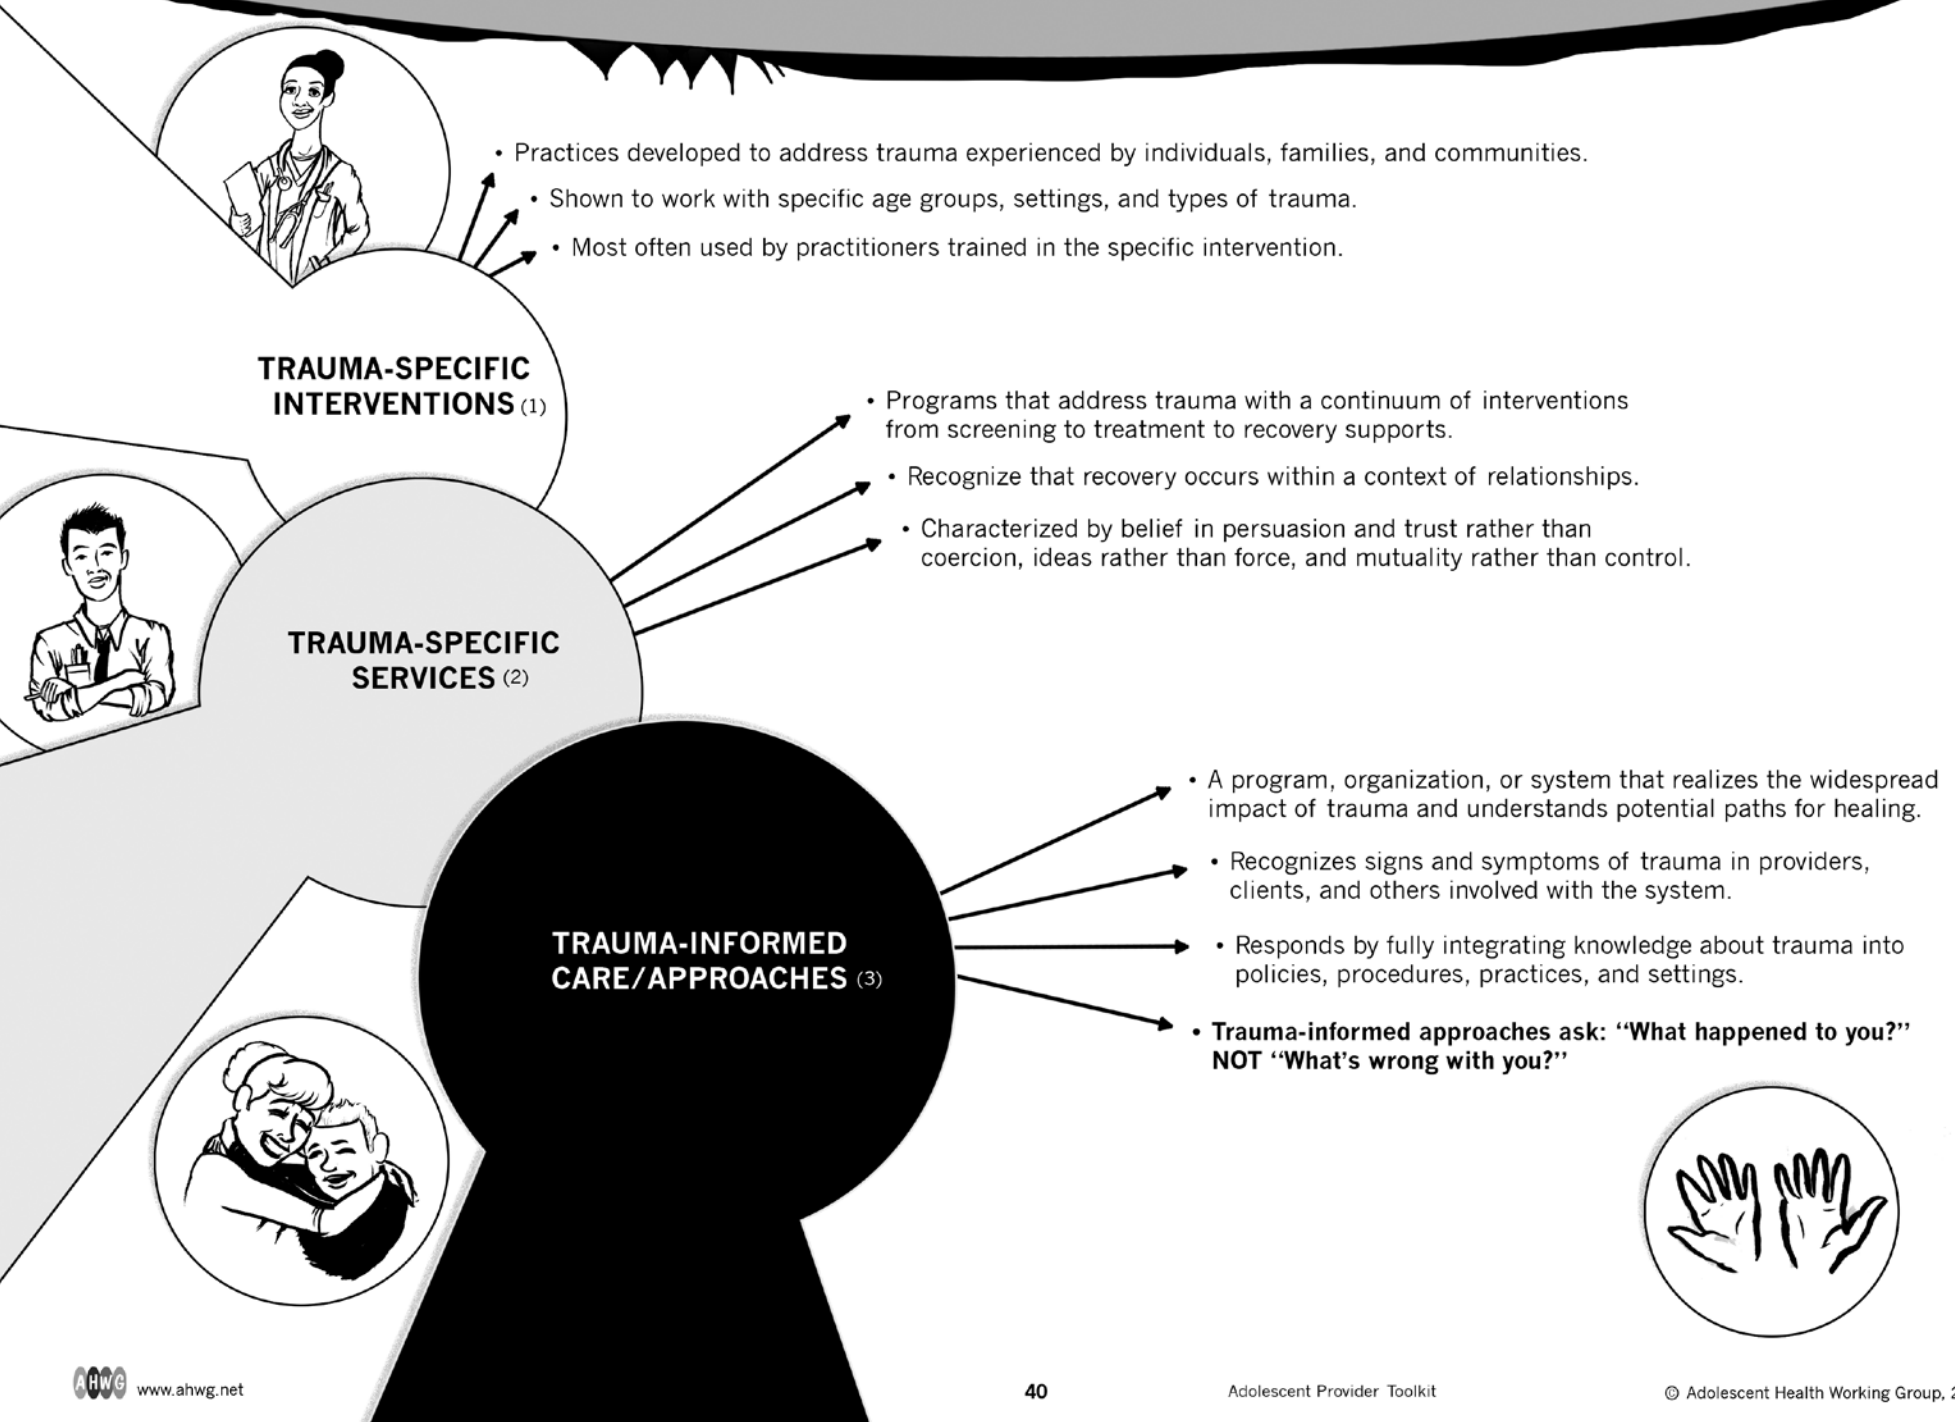 • Practices developed to address trauma experienced by individuals, families, and communities.
• Shown to work with specific age groups, settings, and types of trauma.
• Most often used by practitioners trained in the specific intervention.
TRAUMA-SPECIFIC
INTERVENTIONS (1)
• Programs that address trauma with a continuum of interventions
from screening to treatment to recovery supports.
• Recognize that recovery occurs within a context of relationships.
• Characterized by belief in persuasion and trust rather than
coercion, ideas rather than force, and mutuality rather than control.
TRAUMA-SPECIFIC
SERVICES (2)
• A program, organization, or system that realizes the widespread
impact of trauma and understands potential paths for healing.
• Recognizes signs and symptoms of trauma in providers,
clients, and others involved with the system.
• Responds by fully integrating knowledge about trauma into
policies, procedures, practices, and settings.
• Trauma-informed approaches ask: “What happened to you?”
NOT “What’s wrong with you?”
TRAUMA-INFORMED
CARE/APPROACHES (3)
AHWG www.ahwg.net
40
Adolescent Provider Toolkit
© Adolescent Health Working Group,